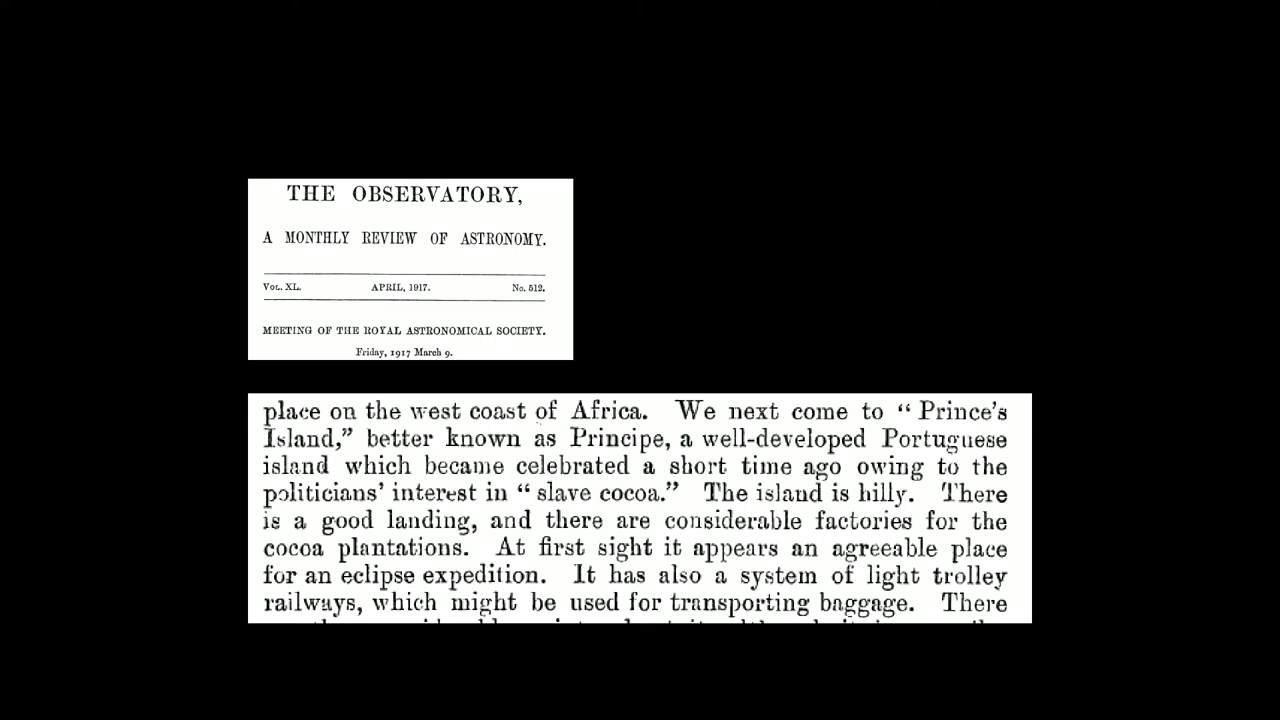 THE OBSERVATORY,
A MONTHLY REVIEW OF ASTRONOMY.
VOL. XL. APRIL, 1917. No. 512.
MEETING OF THE ROYAL ASTRONOMICAL SOCIETY.
Friday, 1917 March 9.
place on the west coast of Africa. We next come to “ Prince's
Island,” better known as Principe, a well-developed Portuguese
island which became celebrated a short time ago owing to the
politicians' interest in “ slave cocoa.” The island is hilly. There
is a good landing, and there are considerable factories for the
cocoa plantations. At first sight it appears an agreeable place
for an eclipse expedition. It has also a system of light trolley
railways, which might be used for transporting baggage. There